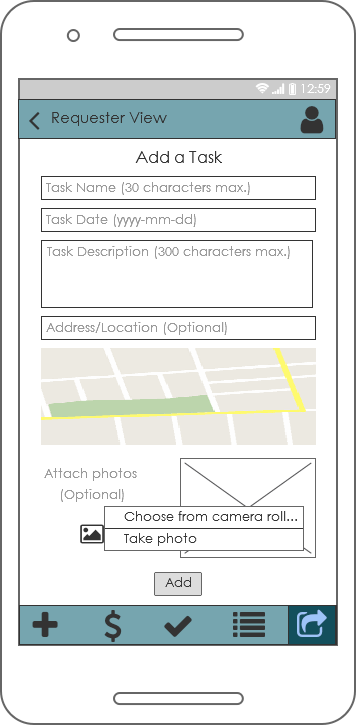 12:59
Requester View
Add a Task
Task Name (30 characters max.)
Task Date (yyyy-mm-dd)
Task Description (300 characters max.)
Address/Location (Optional)
Attach photos
(Optional)
Choose from camera roll...
Take photo
Add